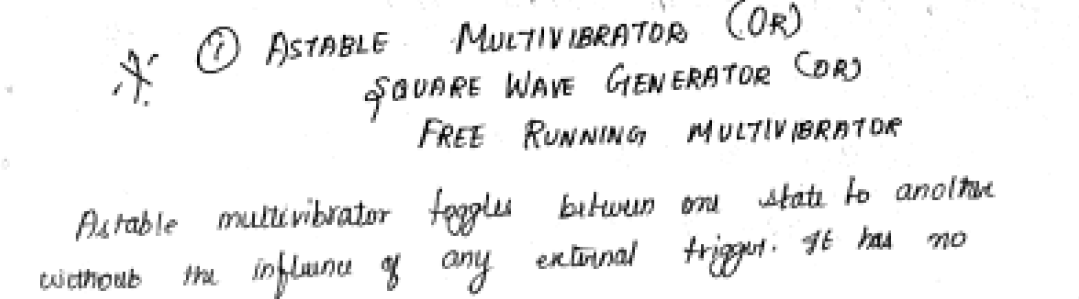 ① ASTABLE MULTIVIBRATOR (OR)
SQUARE WAVE GENERATOR (OR)
FREE RUNNING MULTIVIBRATOR
Astable multivibrator toggles between one state to another
without the influence of any external trigger. It has no